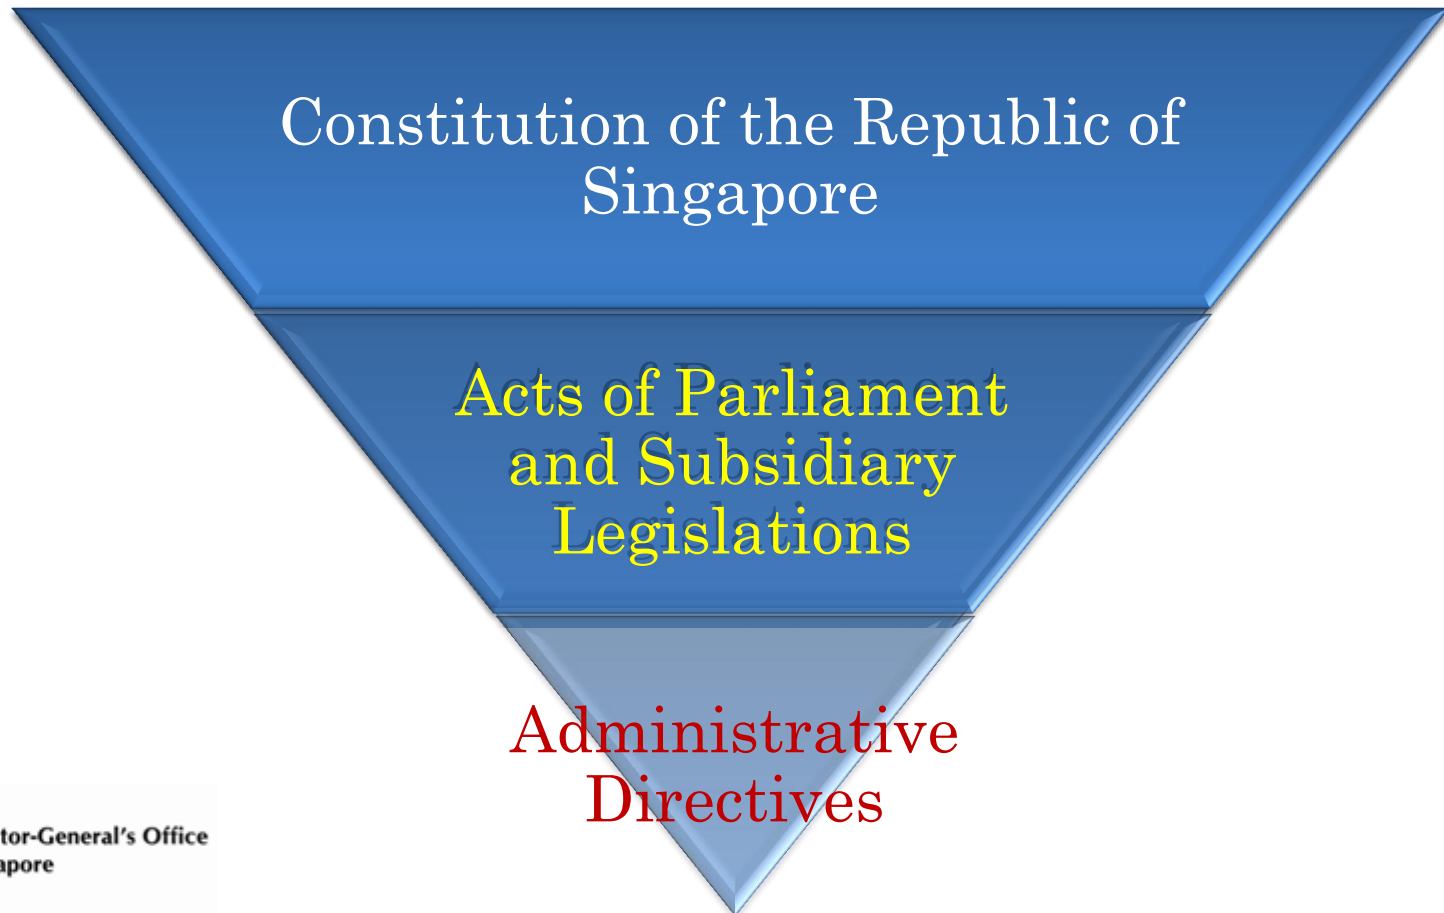 Constitution of the Republic of
Singapore
Acts of Parliament
and Subsidiary
Legislations
Administrative
Directives
tor-General's Office
apore